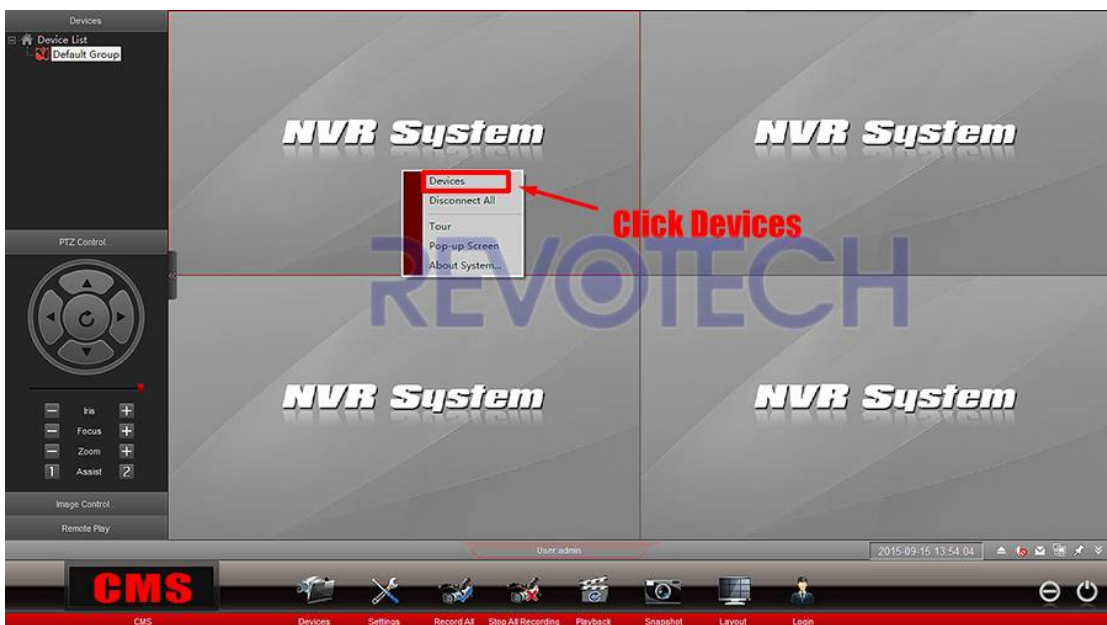 Devices
Device List
Default Group
NVR System
NVR System
Devices
Disconnect All
Tour
Pop-up Screen
About System...
Click Devices
REVOTECH
PTZ Control...
Iris
Focus
Zoom
1 Assist 2
NVR System
NVR System
Image Control...
Remote Play
User:admin
2015-09-15 13:54:04
CMS
CMS
Devices
Settings
Record All
Stop All Recording
Playback
Snapshot
Layout
Login